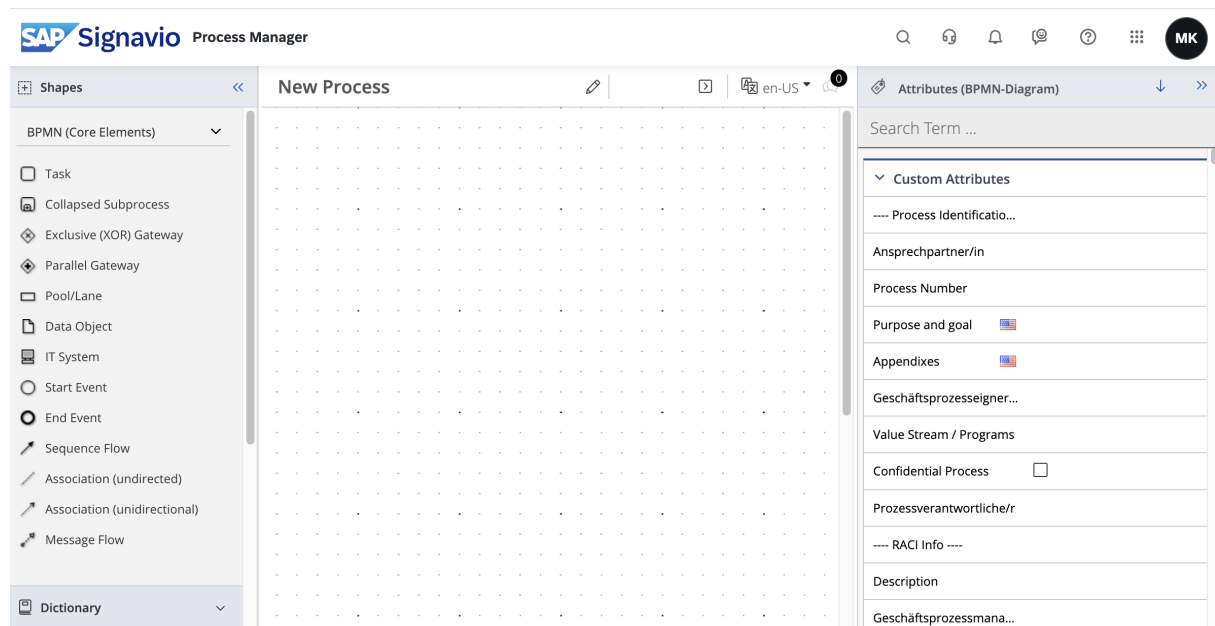 SAP Signavio Process Manager
MK
Shapes
New Process
en-US
0
Attributes (BPMN-Diagram)
BPMN (Core Elements)
Task
Collapsed Subprocess
Exclusive (XOR) Gateway
Parallel Gateway
Pool/Lane
Data Object
IT System
Start Event
End Event
Sequence Flow
Association (undirected)
Association (unidirectional)
Message Flow
Dictionary
Search Term ...
Custom Attributes
---- Process Identificatio...
Ansprechpartner/in
Process Number
Purpose and goal
Appendixes
Geschäftsprozesseigner...
Value Stream / Programs
Confidential Process
Prozessverantwortliche/r
---- RACI Info ----
Description
Geschäftsprozessmana...